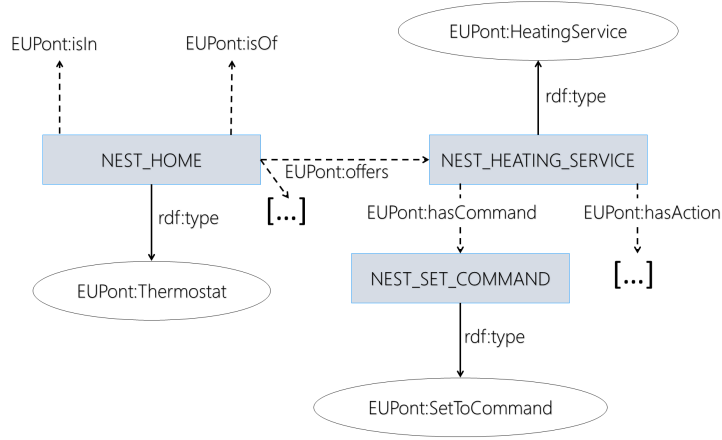 EUPont:HeatingService
EUPont:isIn
EUPont:isOf
rdf:type
NEST_HOME
EUPont:offers
NEST_HEATING_SERVICE
[...]
rdf:type
EUPont:hasCommand
EUPont:hasAction
EUPont:Thermostat
NEST_SET_COMMAND
[...]
rdf:type
EUPont:SetToCommand